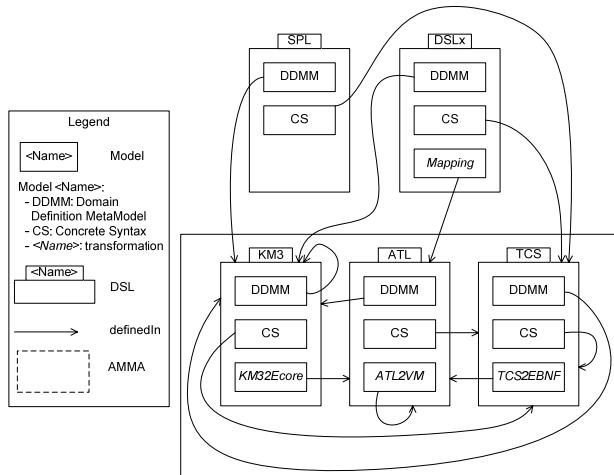 SPL
DDMM
CS
DSLx
DDMM
CS
Mapping
Legend
<Name>
Model
Model <Name>:
- DDMM: Domain
Definition MetaModel
- CS: Concrete Syntax
- <Name>: transformation
<Name>
DSL
definedIn
AMMA
KM3
DDMM
CS
KM32Ecore
ATL
DDMM
CS
ATL2VM
TCS
DDMM
CS
TCS2EBNF